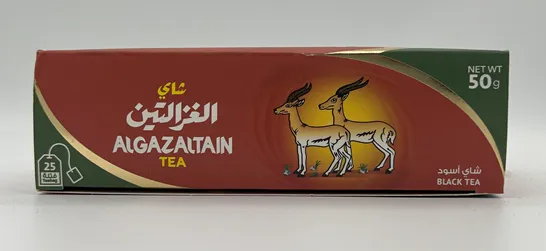 شاي
الغزالتين
ALGAZALTAIN
TEA
NET WT
50g
25
شاي أسود
BLACK TEA